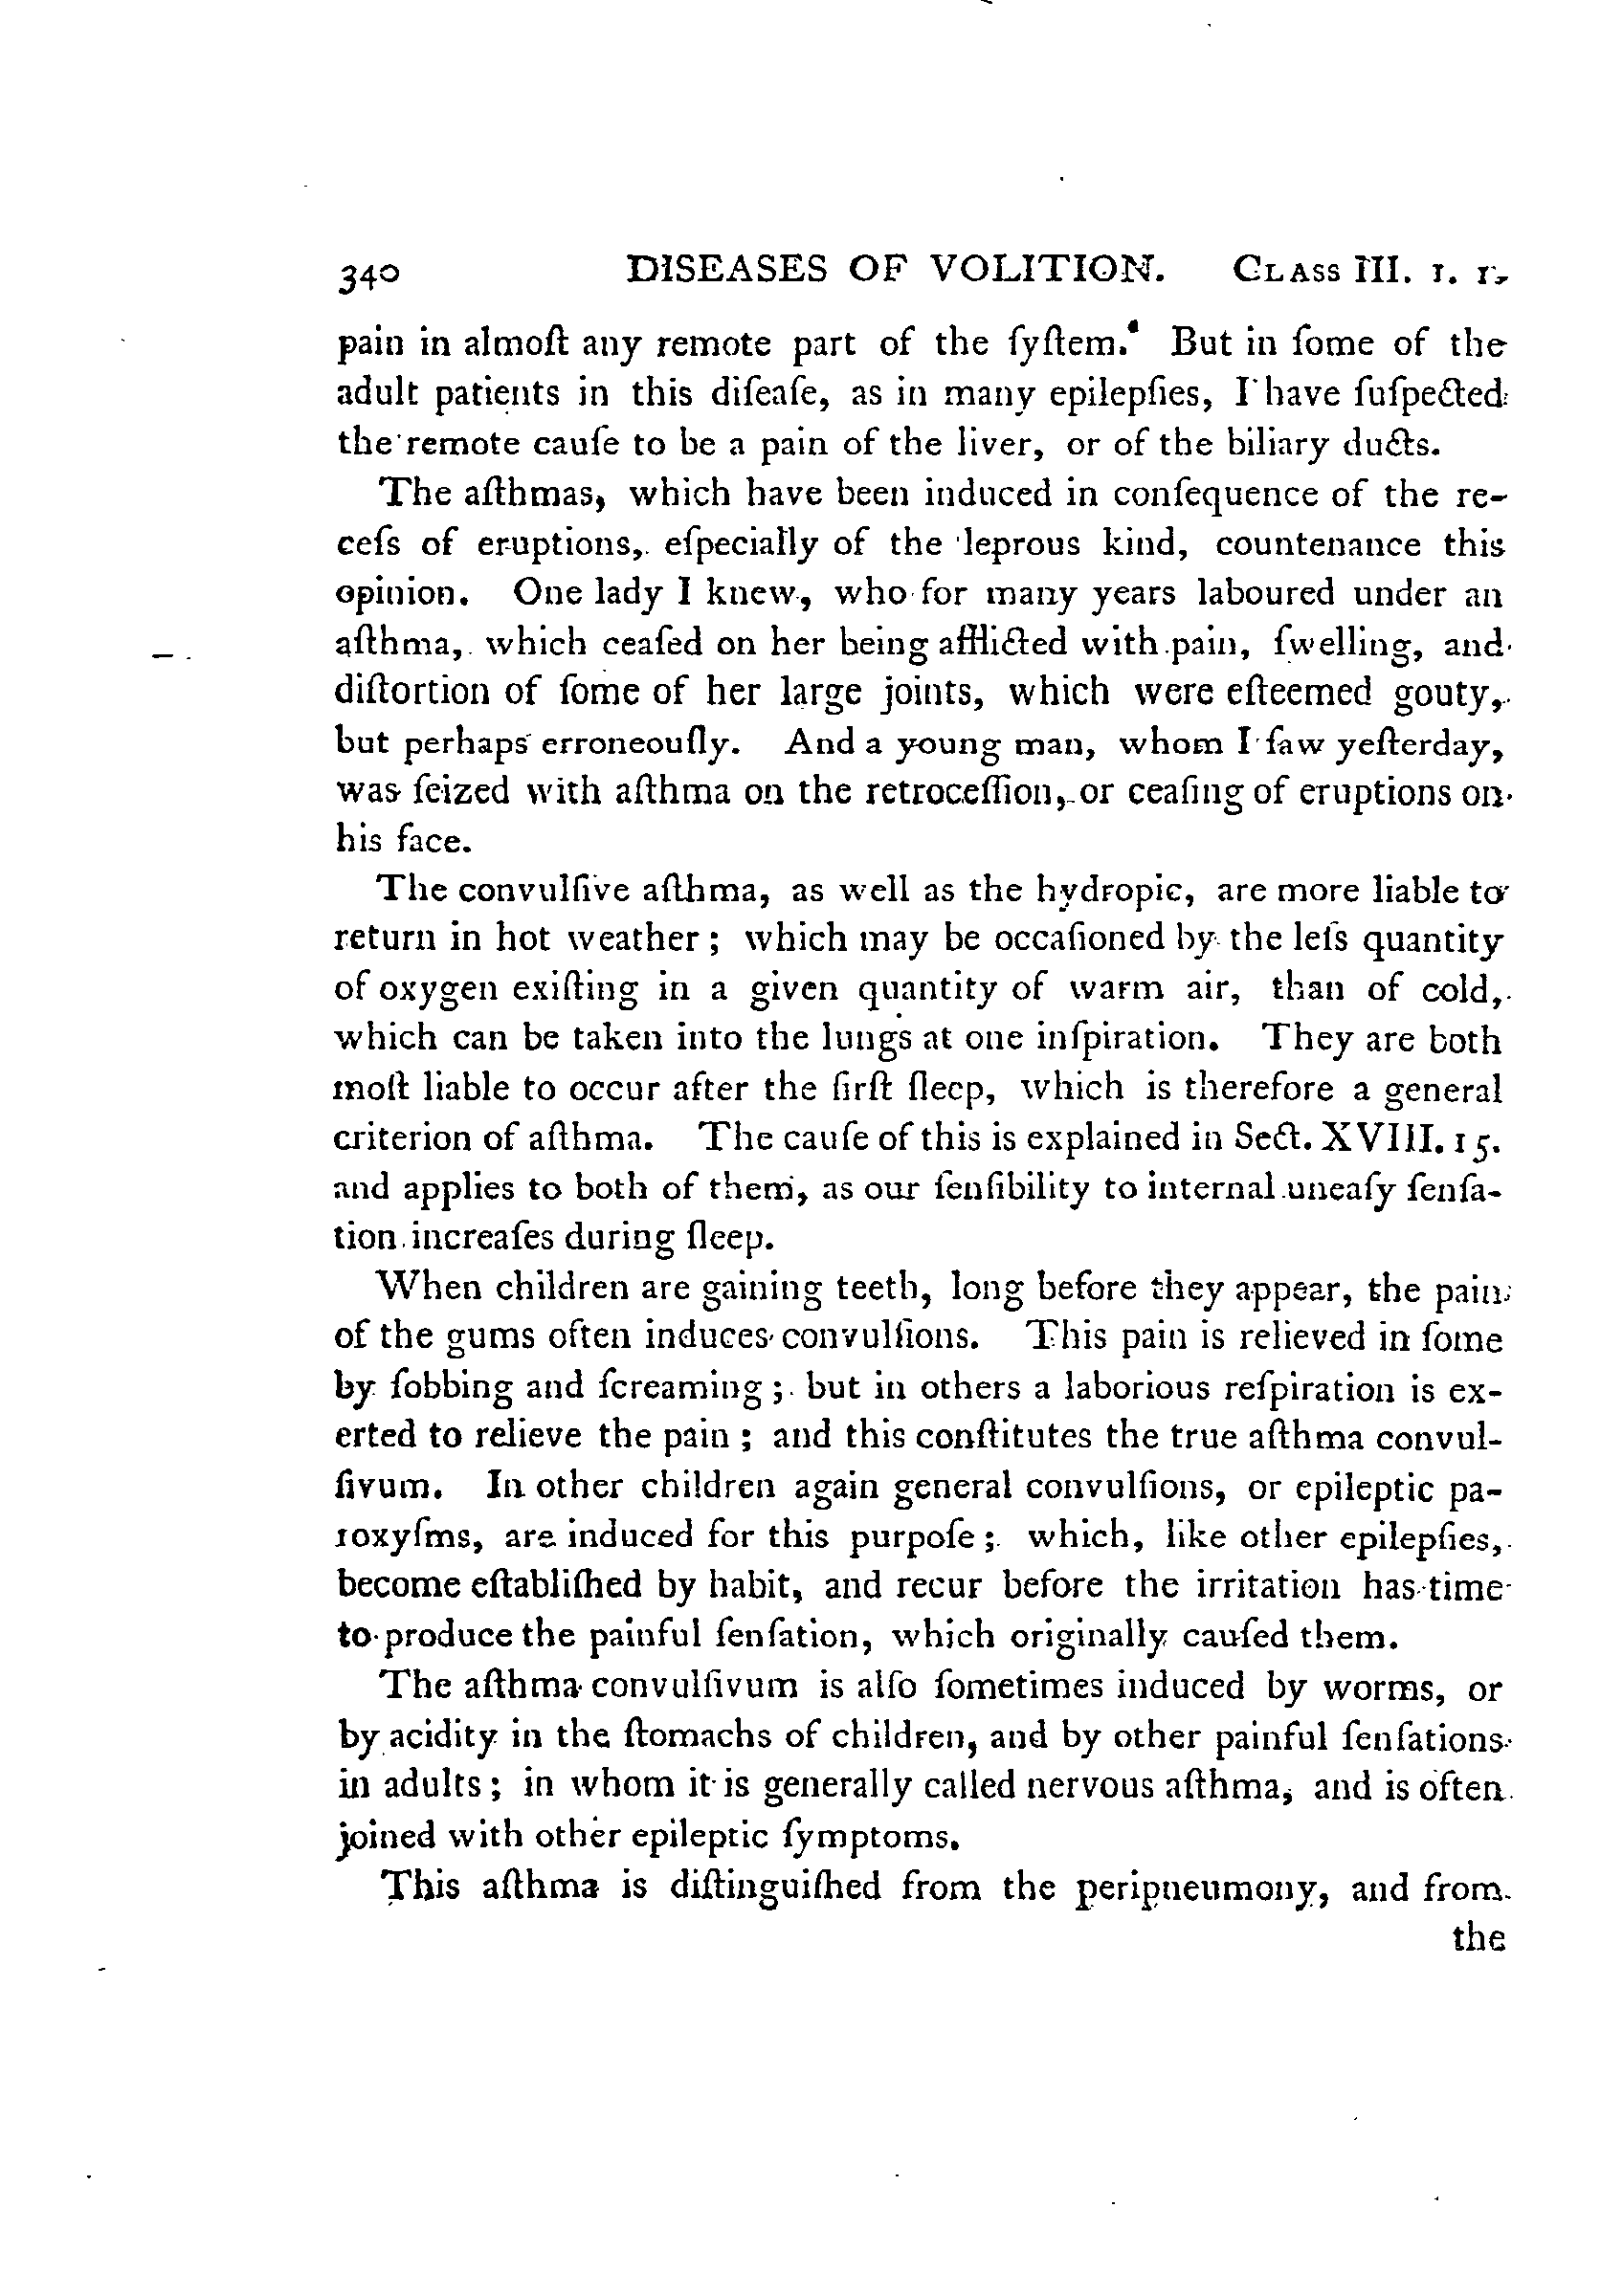 340 DISEASES OF VOLITION. CLASS III. 1. 1.
pain in almoſt any remote part of the ſyſtem. But in ſome of the
adult patients in this diſeaſe, as in many epilepſies, I have ſuſpected
the remote cauſe to be a pain of the liver, or of the biliary ducts.
The aſthmas, which have been induced in conſequence of the re-
ceſs of eruptions, eſpecially of the leprous kind, countenance this
opinion. One lady I knew, who for many years laboured under an
aſthma, which ceaſed on her being afflicted with pain, ſwelling, and
diſtortion of ſome of her large joints, which were eſteemed gouty,
but perhaps erroneouſly. And a young man, whom I ſaw yeſterday,
was ſeized with aſthma on the retroceſſion, or ceaſing of eruptions on
his face.
The convulſive aſthma, as well as the hydropic, are more liable to
return in hot weather; which may be occaſioned by the leſs quantity
of oxygen exiſting in a given quantity of warm air, than of cold,
which can be taken into the lungs at one inſpiration. They are both
moſt liable to occur after the firſt ſleep, which is therefore a general
criterion of aſthma. The cauſe of this is explained in Sect. XVIII. 15.
and applies to both of them, as our ſenſibility to internal uneaſy ſenſa-
tion increaſes during ſleep.
When children are gaining teeth, long before they appear, the pain
of the gums often induces convulſions. This pain is relieved in ſome
by ſobbing and ſcreaming; but in others a laborious reſpiration is ex-
erted to relieve the pain; and this conſtitutes the true aſthma convul-
ſivum. In other children again general convulſions, or epileptic pa-
roxyſms, are induced for this purpoſe; which, like other epilepſies,
become eſtabliſhed by habit, and recur before the irritation has time
to produce the painful ſenſation, which originally cauſed them.
The aſthma convulſivum is alſo ſometimes induced by worms, or
by acidity in the ſtomachs of children, and by other painful ſenſations
in adults; in whom it is generally called nervous aſthma, and is often
joined with other epileptic ſymptoms.
This aſthma is diſtinguiſhed from the peripneumony, and from
the